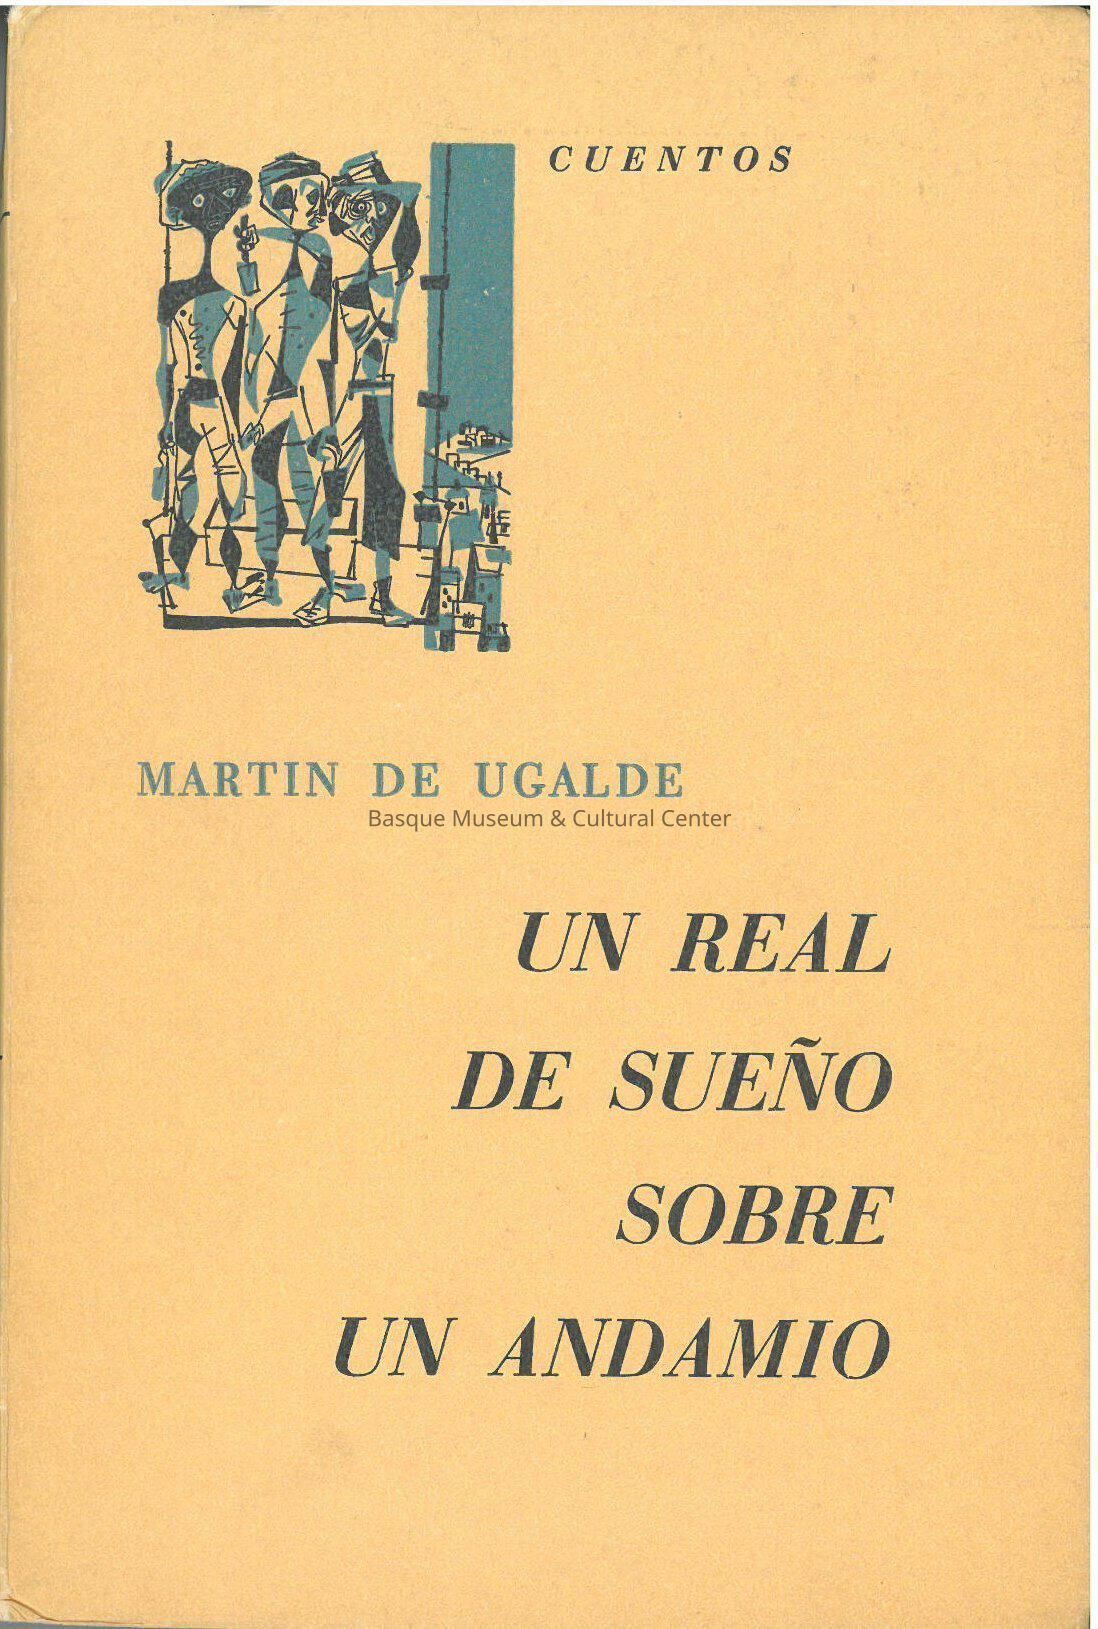 CUENTOS
MARTIN DE UGALDE
Basque Museum & Cultural Center
UN REAL
DE SUEÑO
SOBRE
UN ANDAMIO